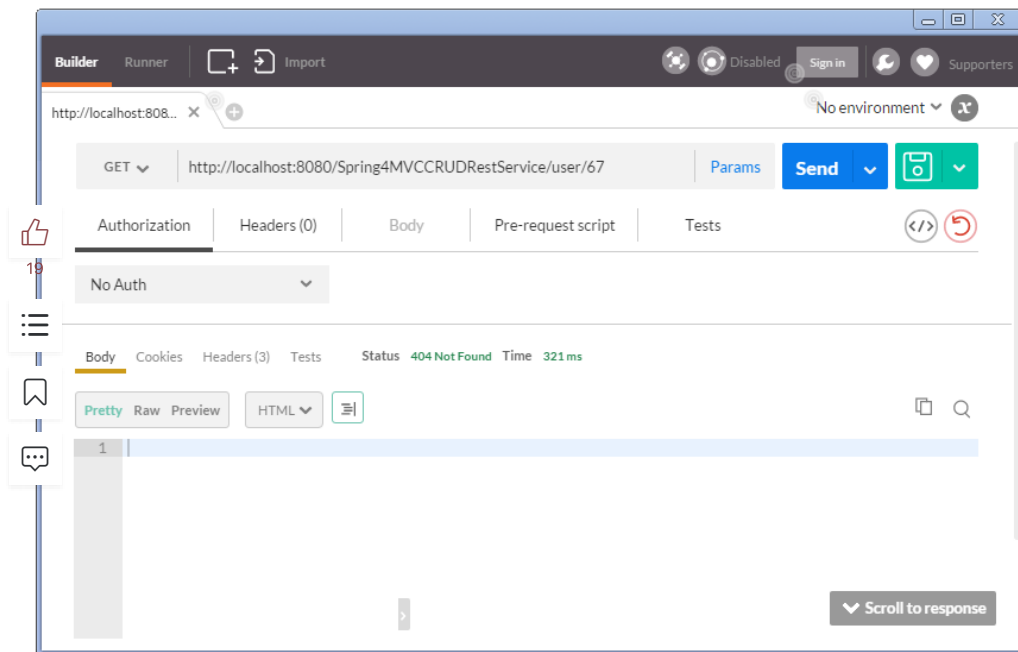 Builder Runner Import Disabled Sign in Supporters
http://localhost:808... No environment
GET http://localhost:8080/Spring4MVCCRUDRestService/user/67 Params Send
Authorization Headers (0) Body Pre-request script Tests
19
No Auth
Body Cookies Headers (3) Tests Status 404 Not Found Time 321 ms
Pretty Raw Preview HTML
1
Scroll to response